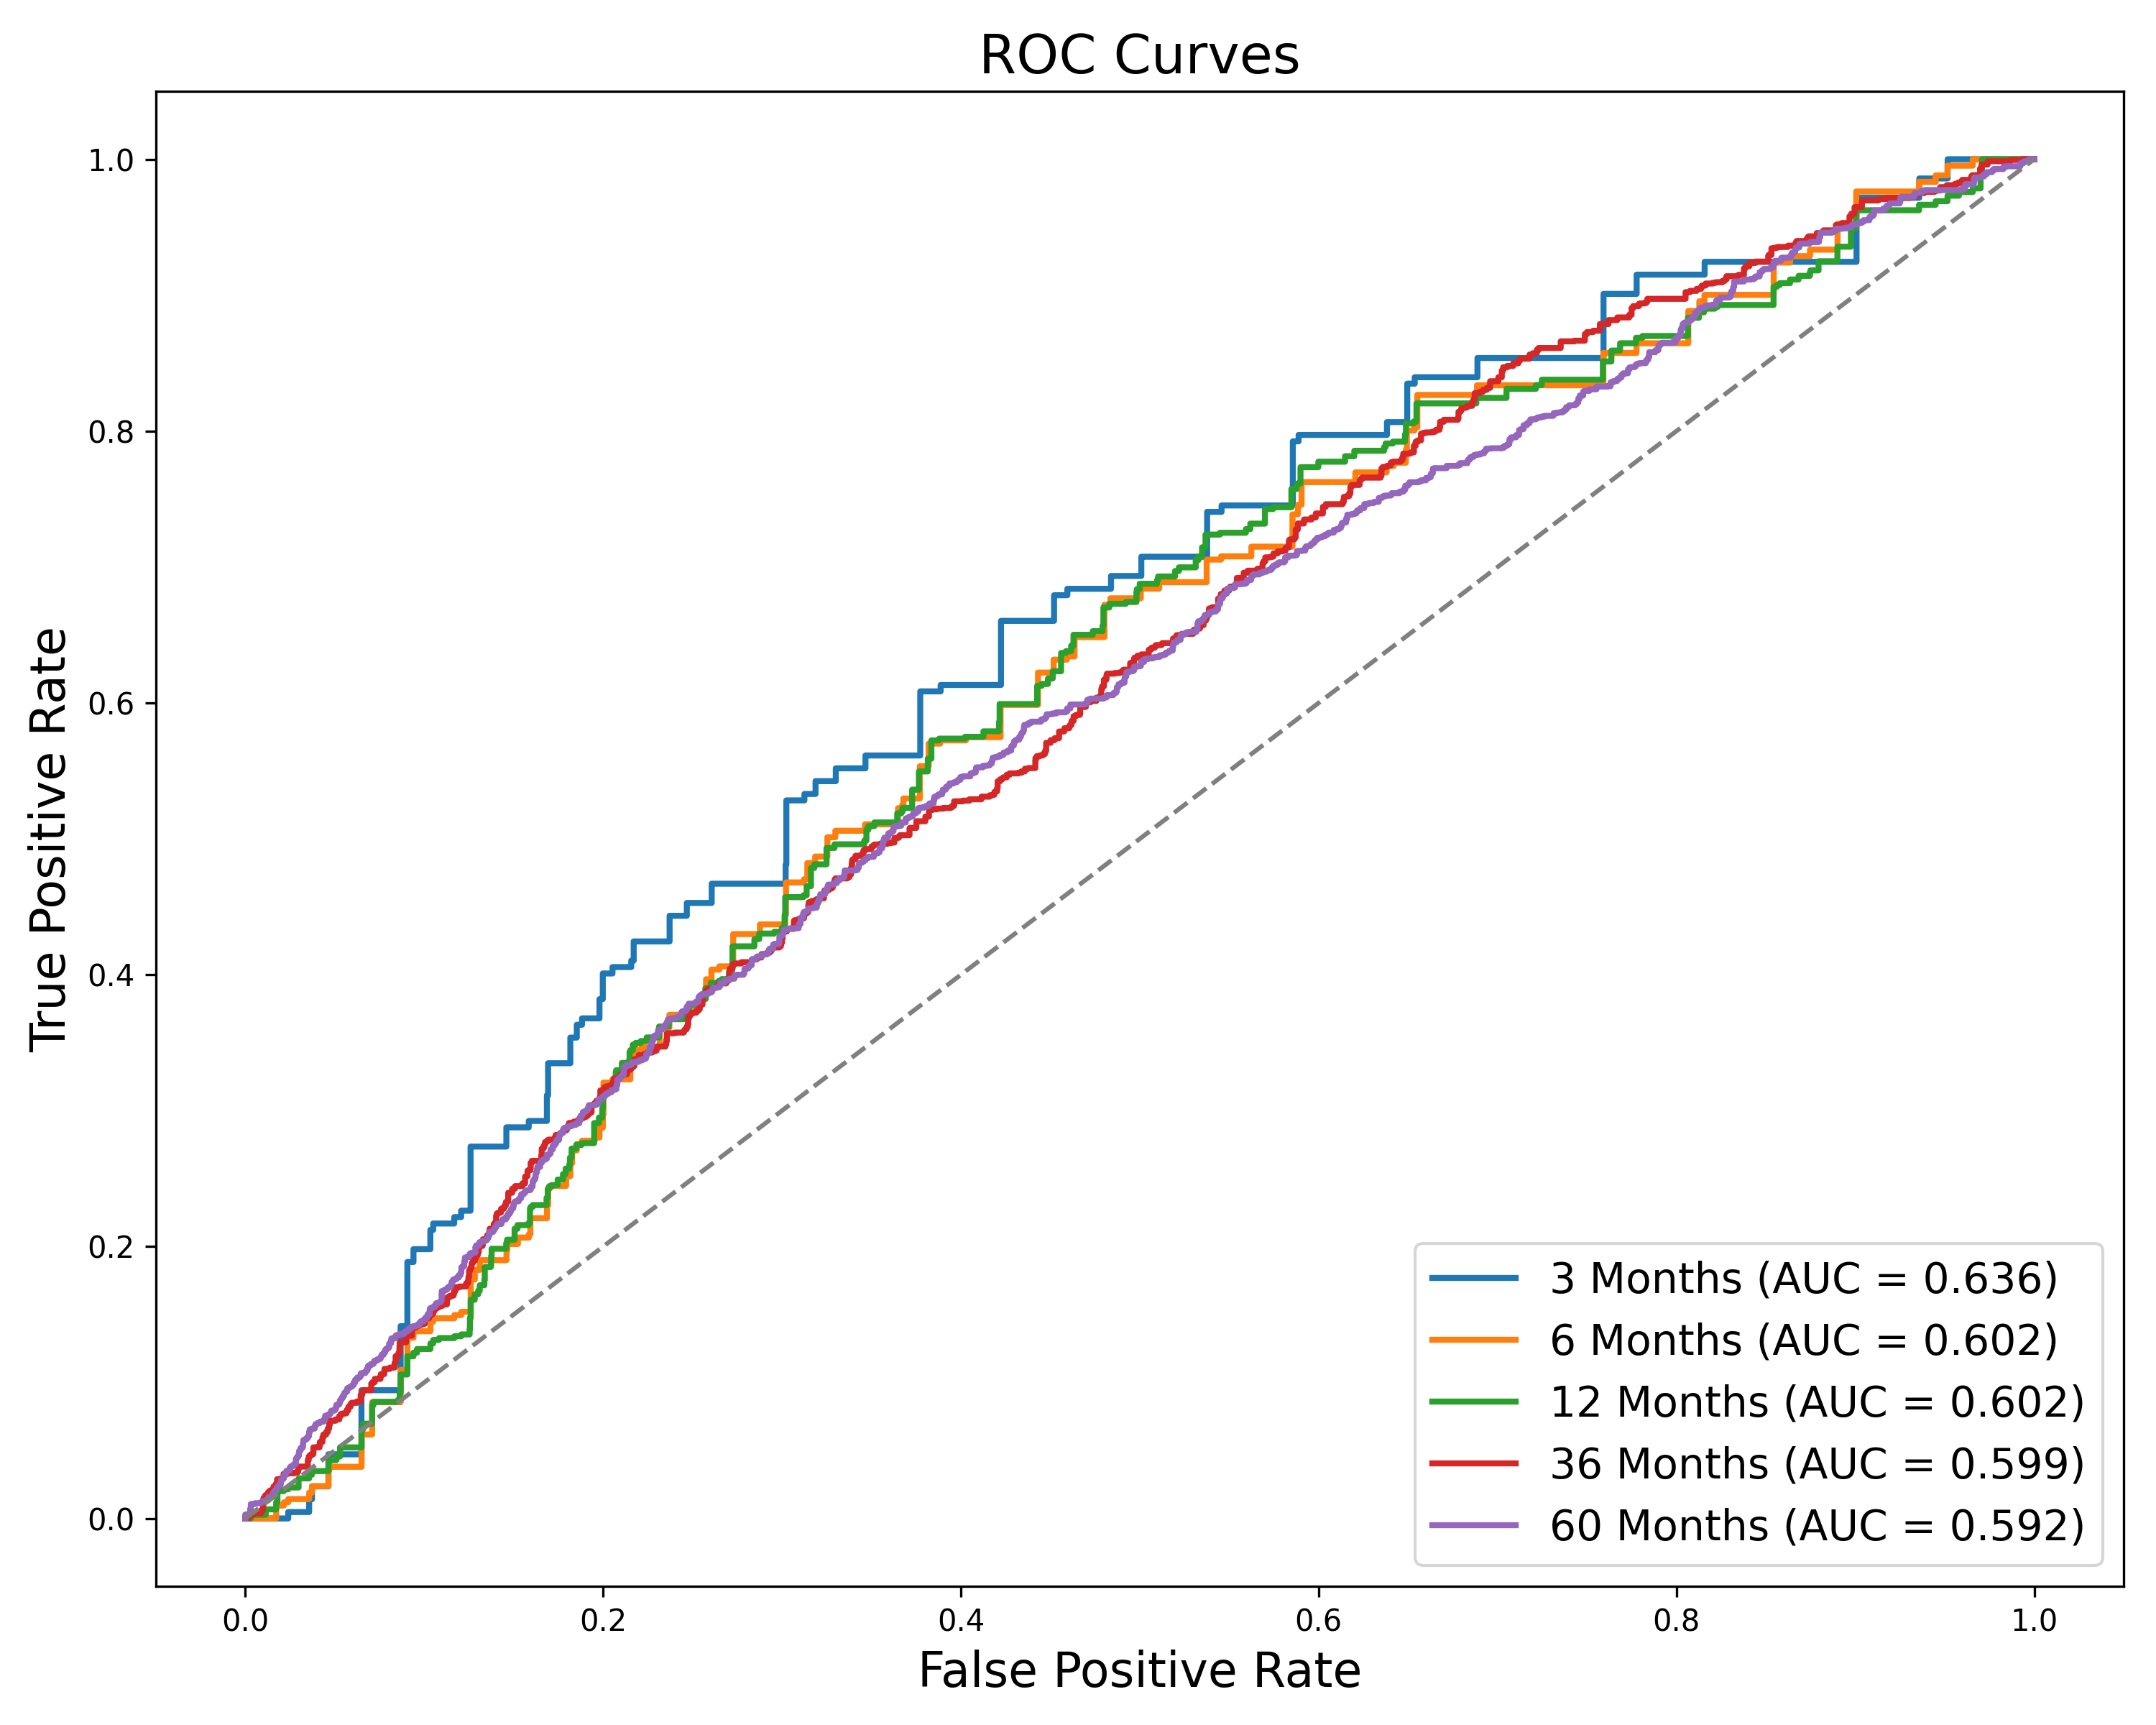 ROC Curves
1.0
0.8
0.6
0.4
0.2
0.0
True Positive Rate
0.0 0.2 0.4 0.6 0.8 1.0
False Positive Rate
3 Months (AUC = 0.636)
6 Months (AUC = 0.602)
12 Months (AUC = 0.602)
36 Months (AUC = 0.599)
60 Months (AUC = 0.592)